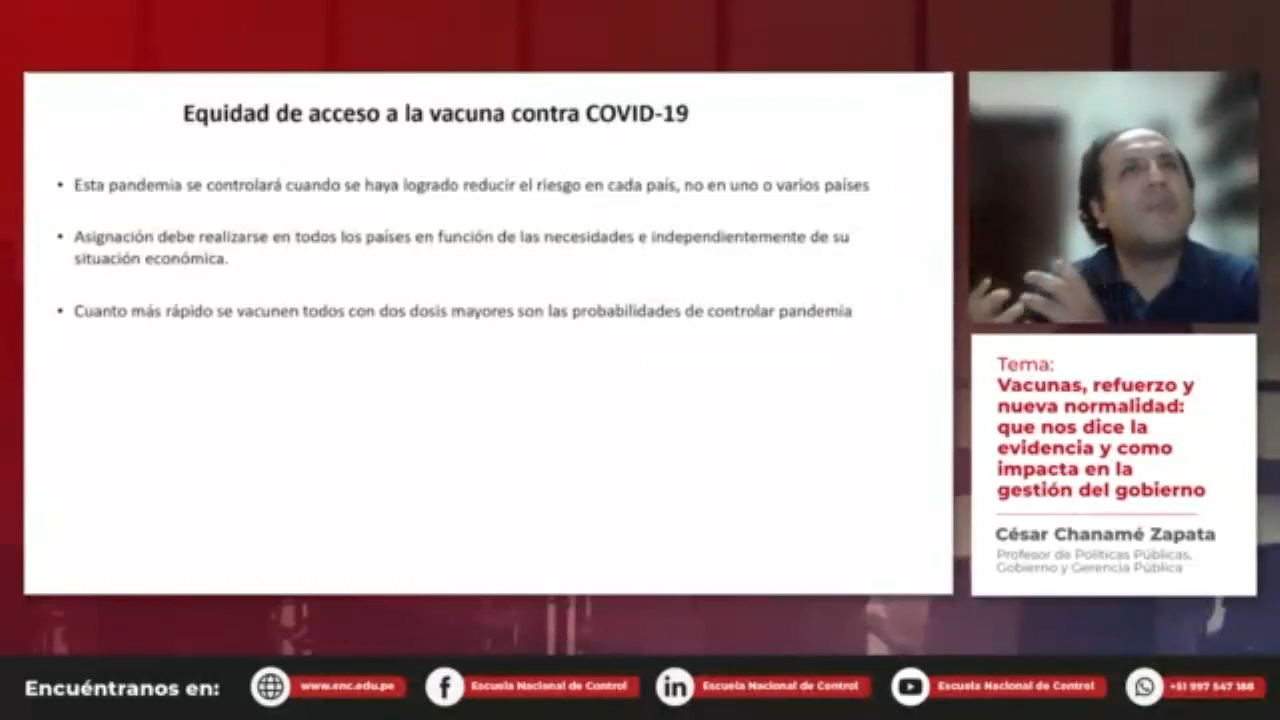 Equidad de acceso a la vacuna contra COVID-19
• Esta pandemia se controlará cuando se haya logrado reducir el riesgo en cada país, no en uno o varios países
• Asignación debe realizarse en todos los países en función de las necesidades e independientemente de su
situación económica.
• Cuanto más rápido se vacunen todos con dos dosis mayores son las probabilidades de controlar pandemia
Tema:
Vacunas, refuerzo y
nueva normalidad:
que nos dice la
evidencia y como
impacta en la
gestión del gobierno
César Chanamé Zapata
Profesor de Políticas Públicas,
Gobierno y Gerencia Pública
Encuéntranos en:
www.enc.edu.pe
Escuela Nacional de Control
Escuela Nacional de Control
Escuela Nacional de Control
+51 997 547 188